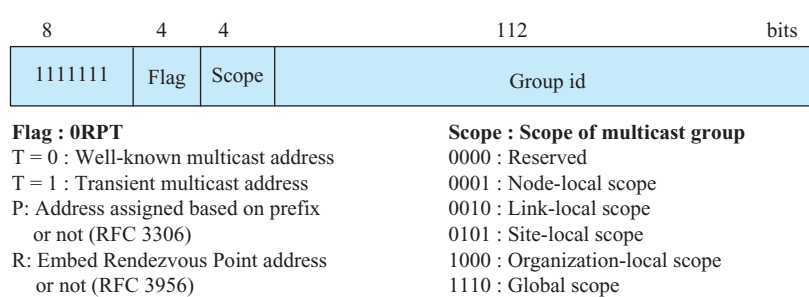 8 4 4 112 bits
1111111 Flag Scope Group id
Flag : 0RPT
T = 0 : Well-known multicast address
T = 1 : Transient multicast address
P: Address assigned based on prefix
or not (RFC 3306)
R: Embed Rendezvous Point address
or not (RFC 3956)
Scope : Scope of multicast group
0000 : Reserved
0001 : Node-local scope
0010 : Link-local scope
0101 : Site-local scope
1000 : Organization-local scope
1110 : Global scope